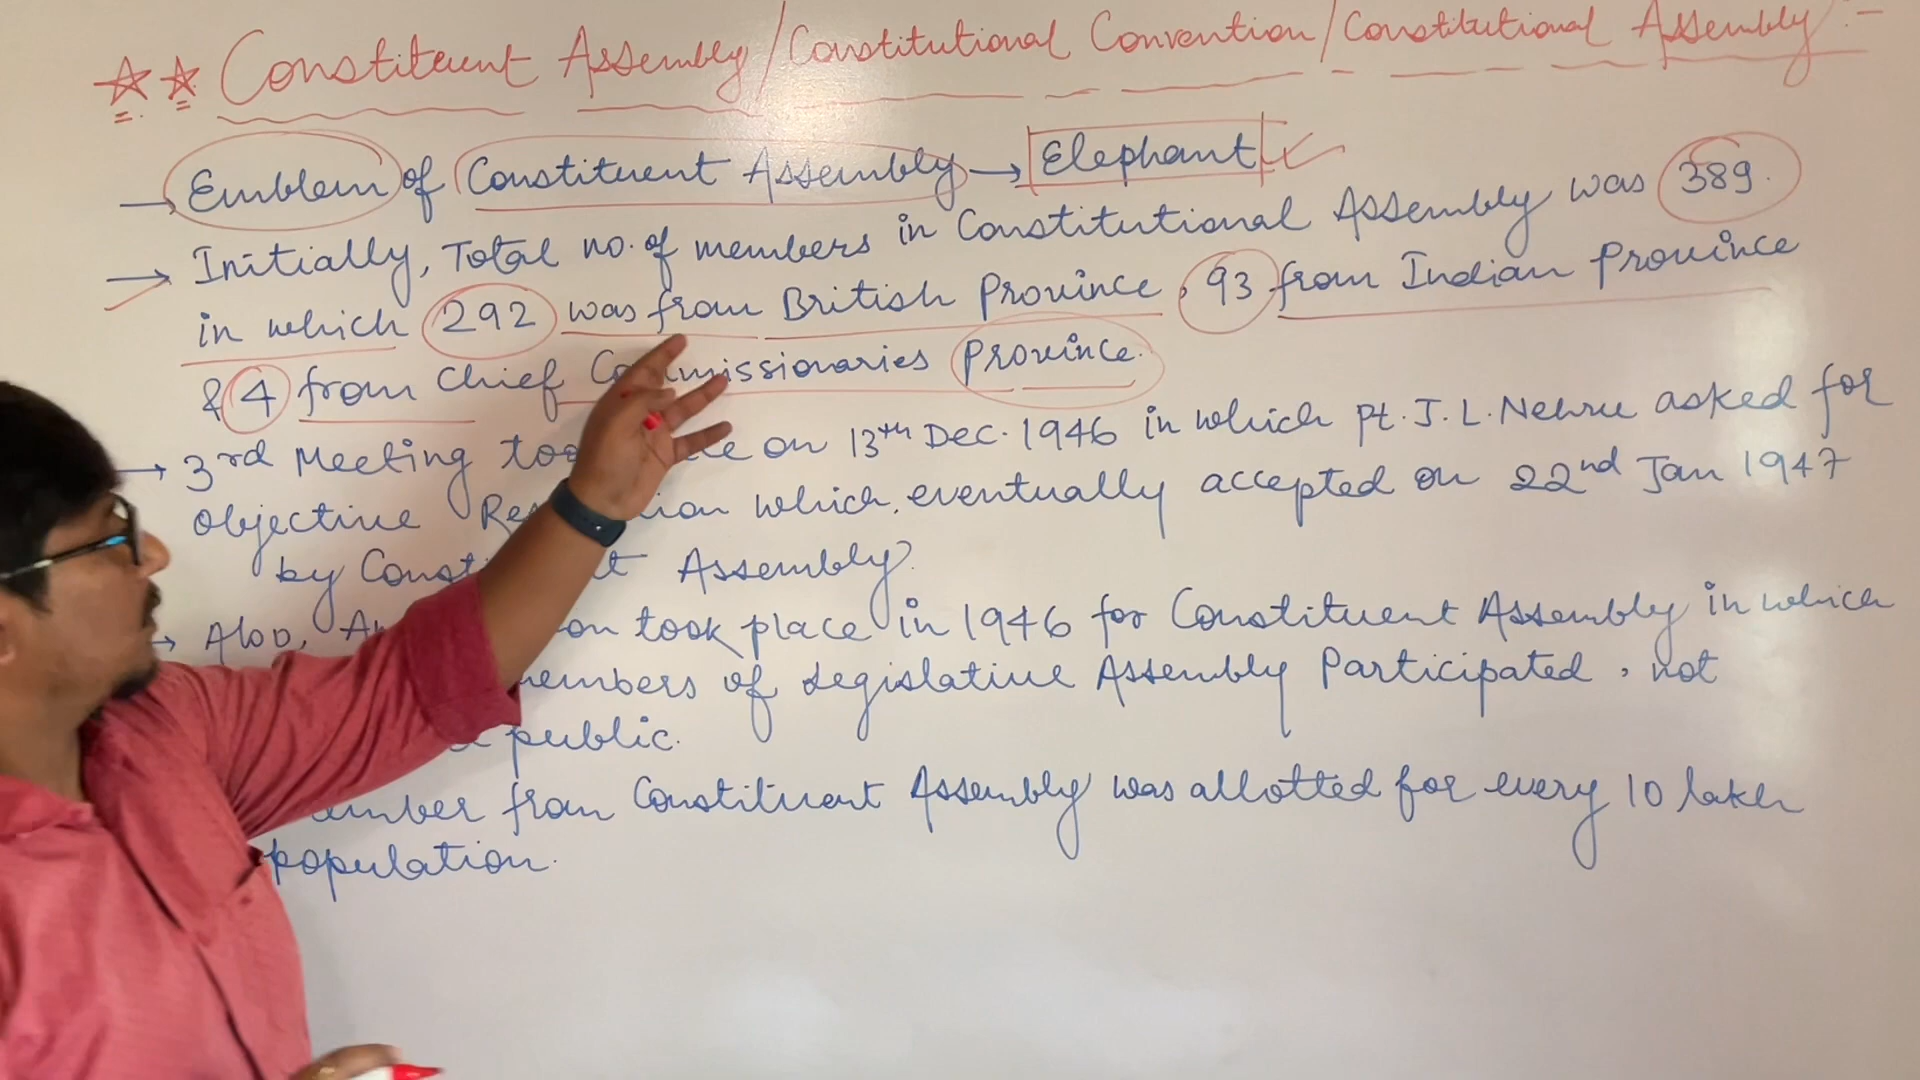 ☆☆ Constituent Assembly/Constitutional Convention/Constitutional Assembly:-
→ Emblem of Constituent Assembly → Elephant ✓
→ Initially, Total no. of members in Constitutional Assembly was 389.
in which 292 was from British Province, 93 from Indian Province
& 4 from Chief Commissionaries Province.
→ 3rd Meeting on 13th Dec. 1946 in which Pt. J. L. Nehru asked for
Objective which, eventually accepted on 22nd Jan 1947
by Assembly.
→ Also, took place in 1946 for Constituent Assembly in which
members of Legislative Assembly Participated, not
public.
from Constituent Assembly was allotted for every 10 lakh
population.